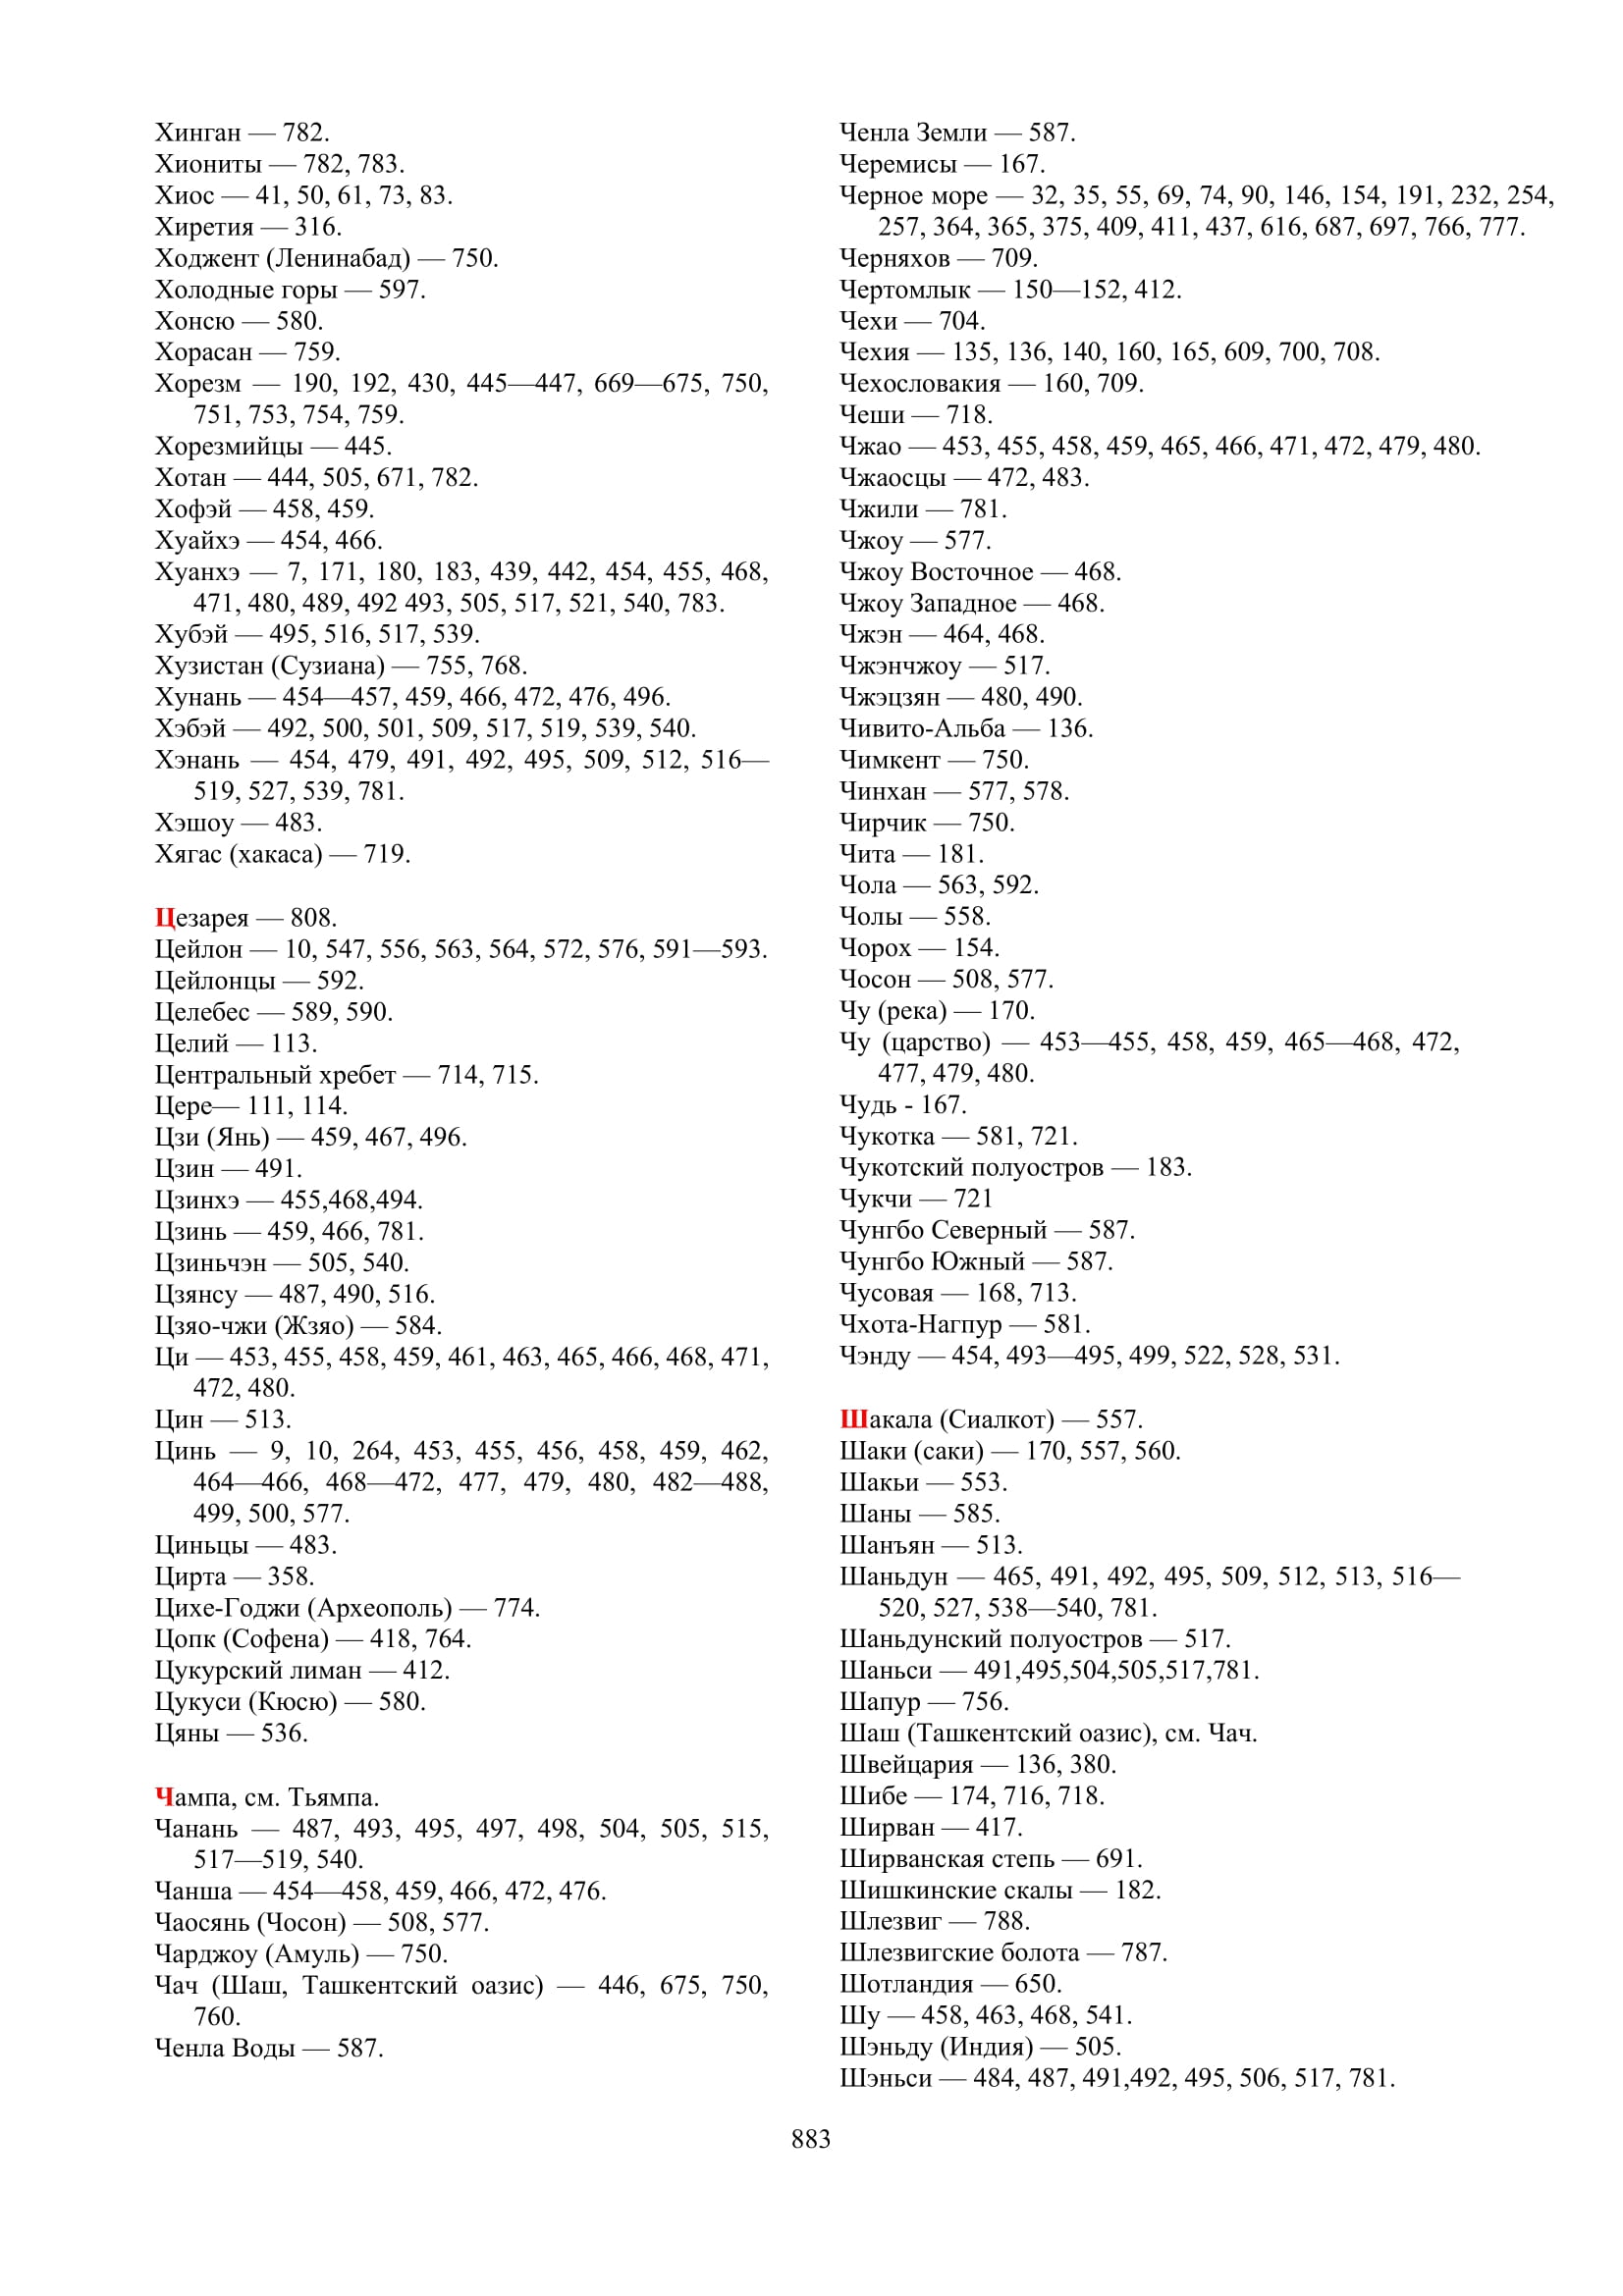 Хинган — 782.
Хиониты — 782, 783.
Хиос — 41, 50, 61, 73, 83.
Хиретия — 316.
Ходжент (Ленинабад) — 750.
Холодные горы — 597.
Хонсю — 580.
Хорасан — 759.
Хорезм — 190, 192, 430, 445—447, 669—675, 750,
751, 753, 754, 759.
Хорезмийцы — 445.
Хотан — 444, 505, 671, 782.
Хофэй — 458, 459.
Хуайхэ — 454, 466.
Хуанхэ — 7, 171, 180, 183, 439, 442, 454, 455, 468,
471, 480, 489, 492 493, 505, 517, 521, 540, 783.
Хубэй — 495, 516, 517, 539.
Хузистан (Сузиана) — 755, 768.
Хунань — 454—457, 459, 466, 472, 476, 496.
Хэбэй — 492, 500, 501, 509, 517, 519, 539, 540.
Хэнань — 454, 479, 491, 492, 495, 509, 512, 516—
519, 527, 539, 781.
Хэшоу — 483.
Хягас (хакаса) — 719.
Цезарея — 808.
Цейлон — 10, 547, 556, 563, 564, 572, 576, 591—593.
Цейлонцы — 592.
Целебес — 589, 590.
Целий — 113.
Центральный хребет — 714, 715.
Цере— 111, 114.
Цзи (Янь) — 459, 467, 496.
Цзин — 491.
Цзинхэ — 455,468,494.
Цзинь — 459, 466, 781.
Цзиньчэн — 505, 540.
Цзянсу — 487, 490, 516.
Цзяо-чжи (Жзяо) — 584.
Ци — 453, 455, 458, 459, 461, 463, 465, 466, 468, 471,
472, 480.
Цин — 513.
Цинь — 9, 10, 264, 453, 455, 456, 458, 459, 462,
464—466, 468—472, 477, 479, 480, 482—488,
499, 500, 577.
Циньцы — 483.
Цирта — 358.
Цихе-Годжи (Археополь) — 774.
Цопк (Софена) — 418, 764.
Цукурский лиман — 412.
Цукуси (Кюсю) — 580.
Цяны — 536.
Чампа, см. Тьямпа.
Чанань — 487, 493, 495, 497, 498, 504, 505, 515,
517—519, 540.
Чанша — 454—458, 459, 466, 472, 476.
Чаосянь (Чосон) — 508, 577.
Чарджоу (Амуль) — 750.
Чач (Шаш, Ташкентский оазис) — 446, 675, 750,
760.
Ченла Воды — 587.
Ченла Земли — 587.
Черемисы — 167.
Черное море — 32, 35, 55, 69, 74, 90, 146, 154, 191, 232, 254,
257, 364, 365, 375, 409, 411, 437, 616, 687, 697, 766, 777.
Черняхов — 709.
Чертомлык — 150—152, 412.
Чехи — 704.
Чехия — 135, 136, 140, 160, 165, 609, 700, 708.
Чехословакия — 160, 709.
Чеши — 718.
Чжао — 453, 455, 458, 459, 465, 466, 471, 472, 479, 480.
Чжаосцы — 472, 483.
Чжили — 781.
Чжоу — 577.
Чжоу Восточное — 468.
Чжоу Западное — 468.
Чжэн — 464, 468.
Чжэнчжоу — 517.
Чжэцзян — 480, 490.
Чивито-Альба — 136.
Чимкент — 750.
Чинхан — 577, 578.
Чирчик — 750.
Чита — 181.
Чола — 563, 592.
Чолы — 558.
Чорох — 154.
Чосон — 508, 577.
Чу (река) — 170.
Чу (царство) — 453—455, 458, 459, 465—468, 472,
477, 479, 480.
Чудь - 167.
Чукотка — 581, 721.
Чукотский полуостров — 183.
Чукчи — 721
Чунгбо Северный — 587.
Чунгбо Южный — 587.
Чусовая — 168, 713.
Чхота-Нагпур — 581.
Чэнду — 454, 493—495, 499, 522, 528, 531.
Шакала (Сиалкот) — 557.
Шаки (саки) — 170, 557, 560.
Шакьи — 553.
Шаны — 585.
Шанъян — 513.
Шаньдун — 465, 491, 492, 495, 509, 512, 513, 516—
520, 527, 538—540, 781.
Шаньдунский полуостров — 517.
Шаньси — 491,495,504,505,517,781.
Шапур — 756.
Шаш (Ташкентский оазис), см. Чач.
Швейцария — 136, 380.
Шибе — 174, 716, 718.
Ширван — 417.
Ширванская степь — 691.
Шишкинские скалы — 182.
Шлезвиг — 788.
Шлезвигские болота — 787.
Шотландия — 650.
Шу — 458, 463, 468, 541.
Шэньду (Индия) — 505.
Шэньси — 484, 487, 491,492, 495, 506, 517, 781.
883